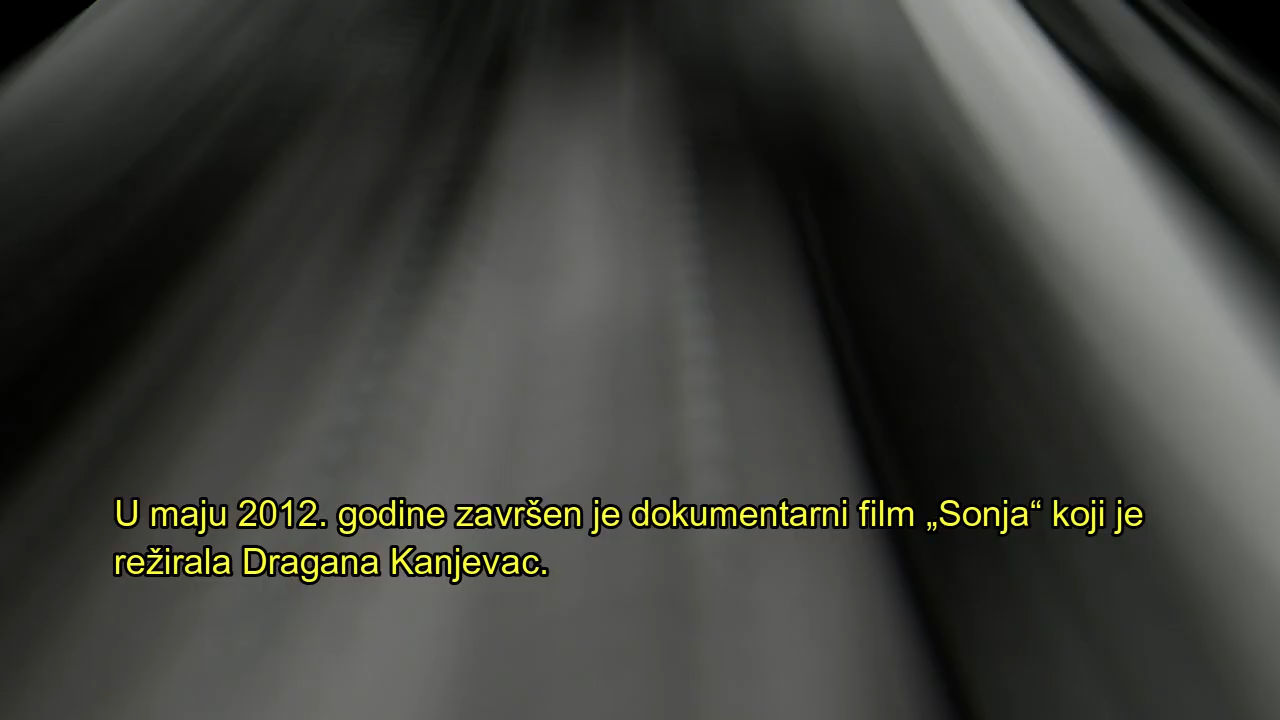 U maju 2012. godine završen je dokumentarni film „Sonja“ koji je
režirala Dragana Kanjevac.